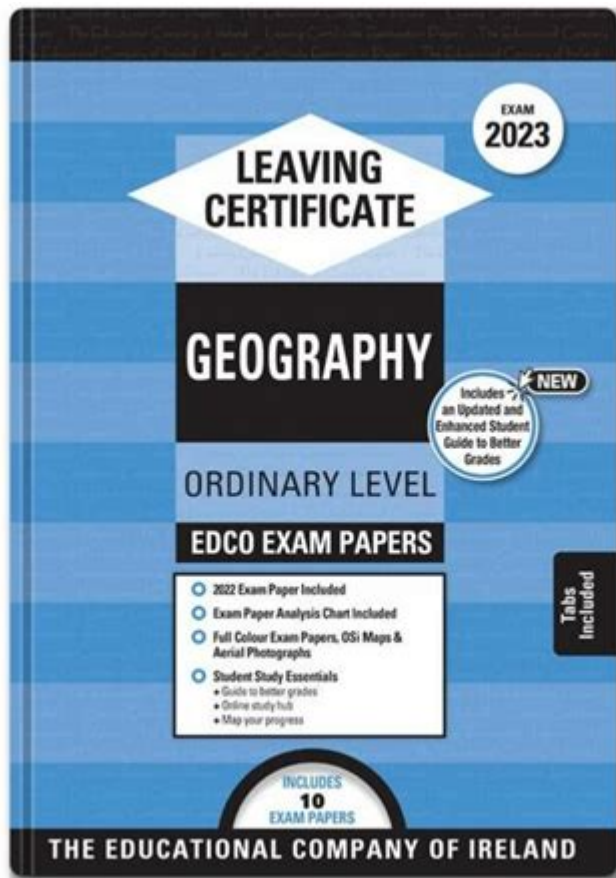 EXAM
2023
LEAVING
CERTIFICATE
GEOGRAPHY
NEW
Includes
an Updated and
Enhanced Student
Guide to Better
Grades
ORDINARY LEVEL
EDCO EXAM PAPERS
2022 Exam Paper Included
Exam Paper Analysis Chart Included
Full Colour Exam Papers, OSi Maps &
Aerial Photographs
Student Study Essentials
Guide to better grades
Online study hub
Map your progress
Tabs
Included
INCLUDES
10
EXAM PAPERS
THE EDUCATIONAL COMPANY OF IRELAND